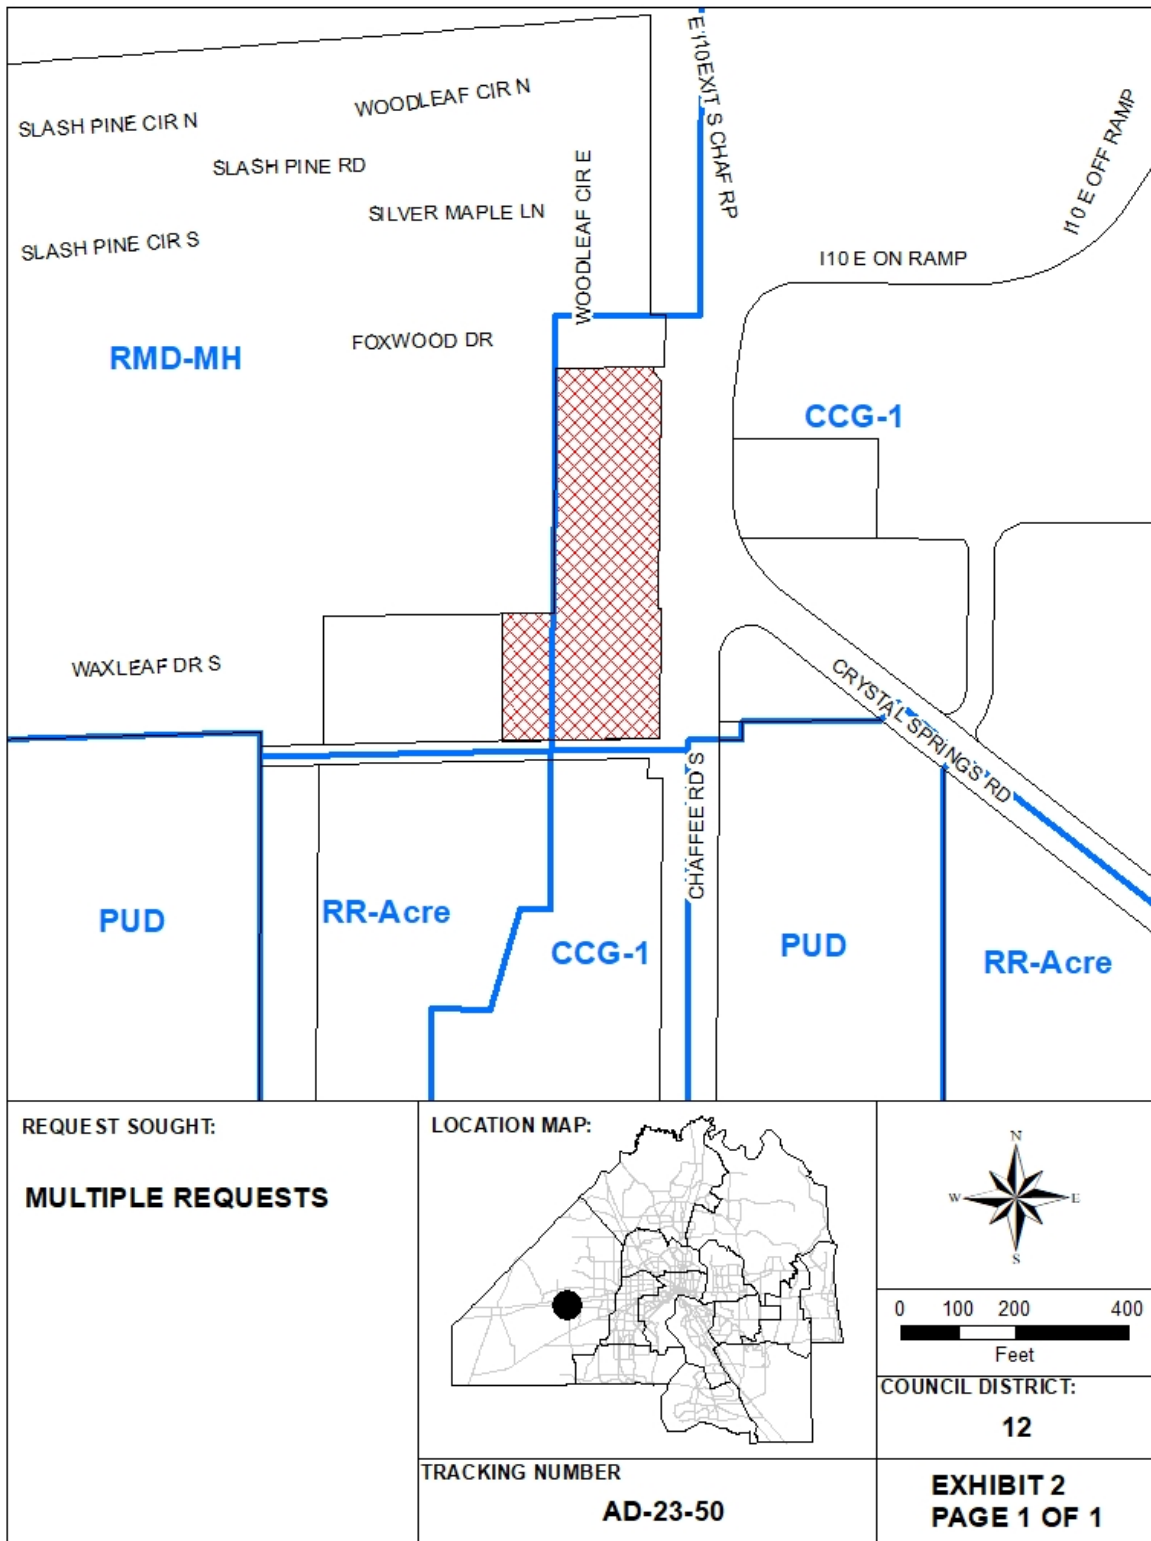 E I10EXIT S CHAF RP
WOODLEAF CIR N
SLASH PINE CIR N
I10 E OFF RAMP
SLASH PINE RD
WOODLEAF CIR E
SILVER MAPLE LN
SLASH PINE CIR S
I10 E ON RAMP
FOXWOOD DR
RMD-MH
CCG-1
WAXLEAF DR S
CRYSTAL SPRINGS RD
CHAFFEE RD S
PUD
RR-Acre
CCG-1
PUD
RR-Acre
REQUEST SOUGHT:
MULTIPLE REQUESTS
LOCATION MAP:
N
W E
S
0 100 200 400
Feet
COUNCIL DISTRICT:
12
TRACKING NUMBER
AD-23-50
EXHIBIT 2
PAGE 1 OF 1